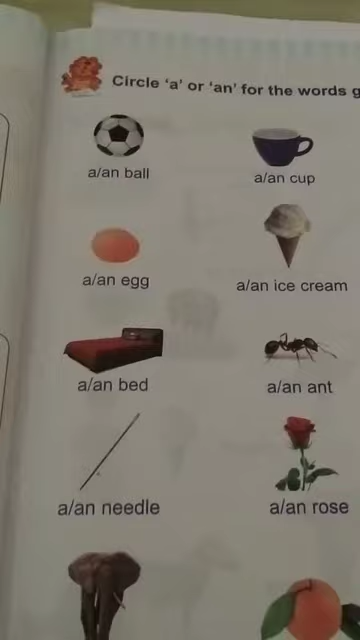 Circle 'a' or 'an' for the words
a/an ball
a/an cup
a/an egg
a/an ice cream
a/an bed
a/an ant
a/an needle
a/an rose